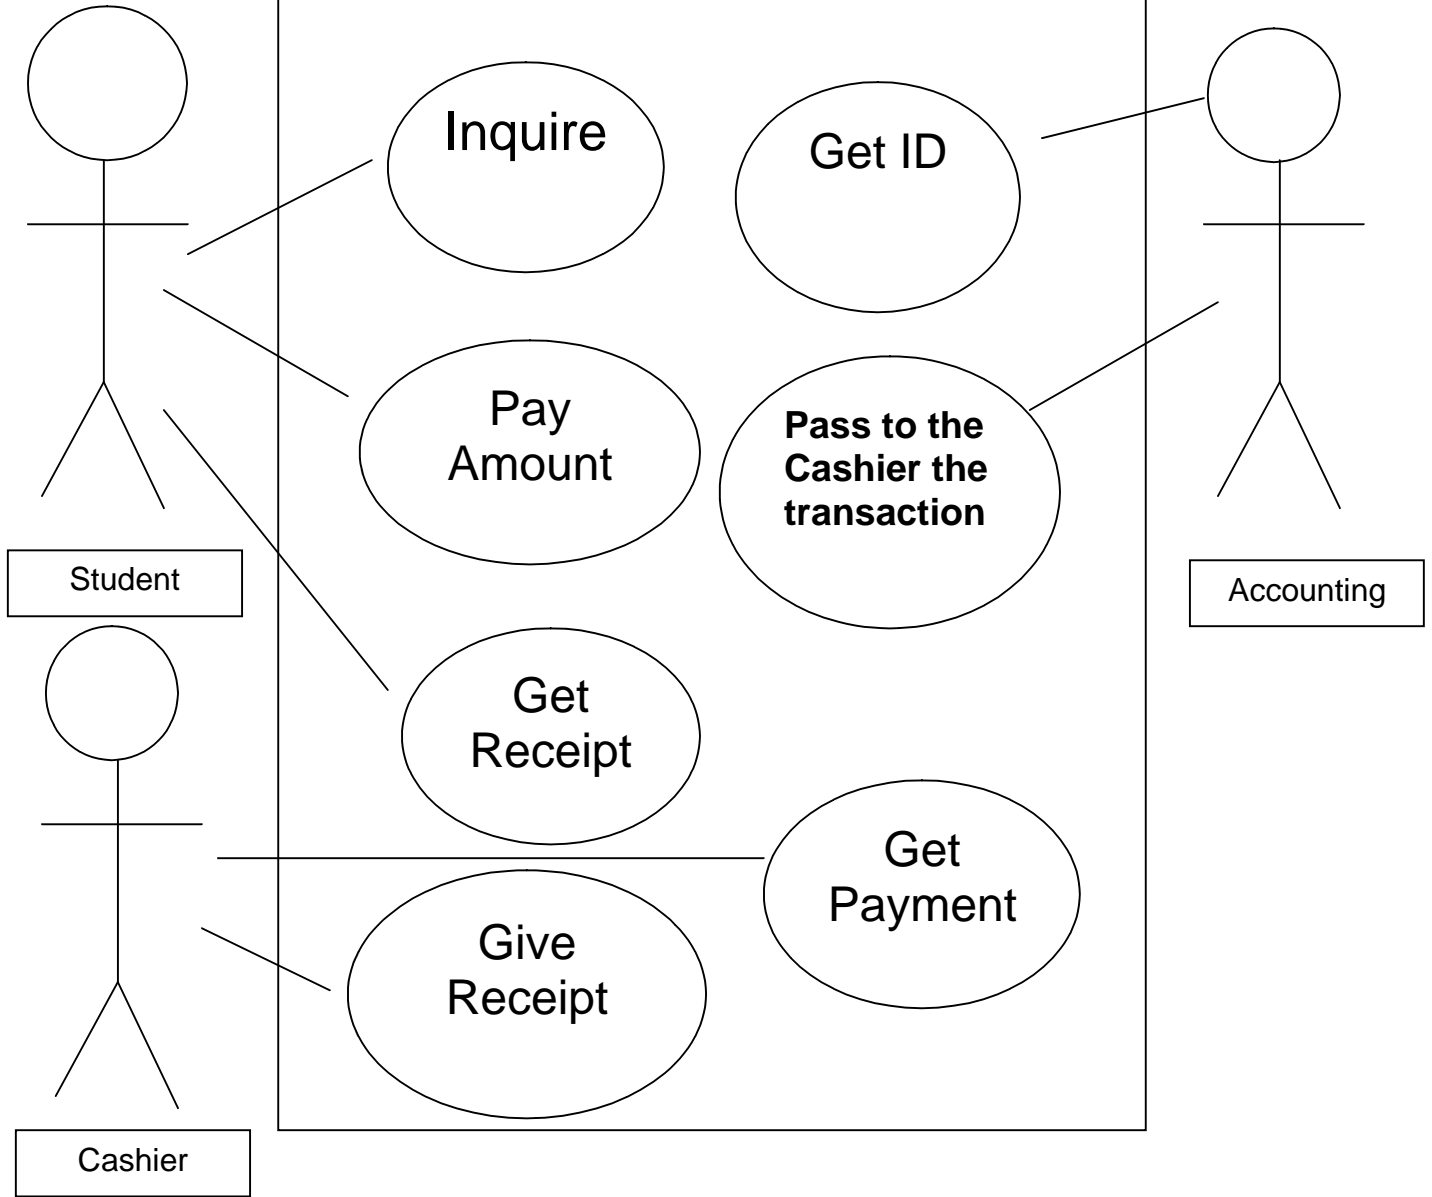 Inquire
Get ID
Pay
Amount
Pass to the
Cashier the
transaction
Student
Accounting
Get
Receipt
Get
Payment
Give
Receipt
Cashier